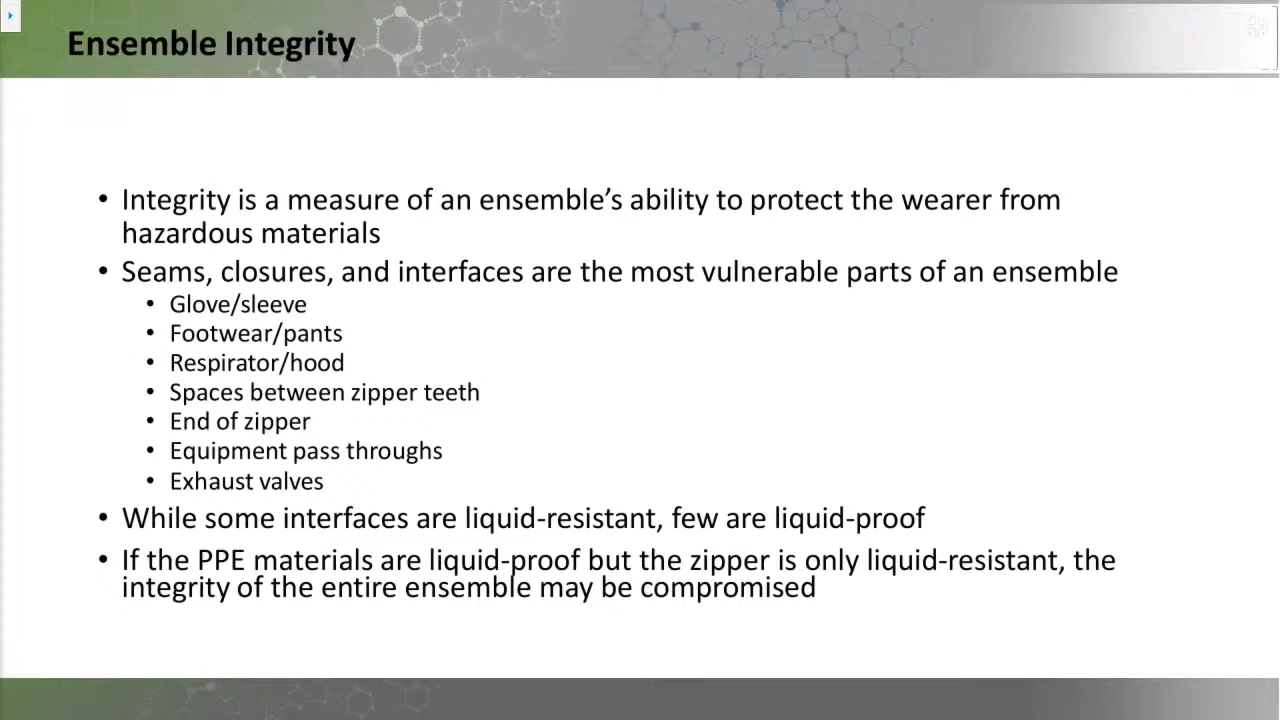 Ensemble Integrity
• Integrity is a measure of an ensemble’s ability to protect the wearer from
hazardous materials
• Seams, closures, and interfaces are the most vulnerable parts of an ensemble
• Glove/sleeve
• Footwear/pants
• Respirator/hood
• Spaces between zipper teeth
• End of zipper
• Equipment pass throughs
• Exhaust valves
• While some interfaces are liquid-resistant, few are liquid-proof
• If the PPE materials are liquid-proof but the zipper is only liquid-resistant, the
integrity of the entire ensemble may be compromised